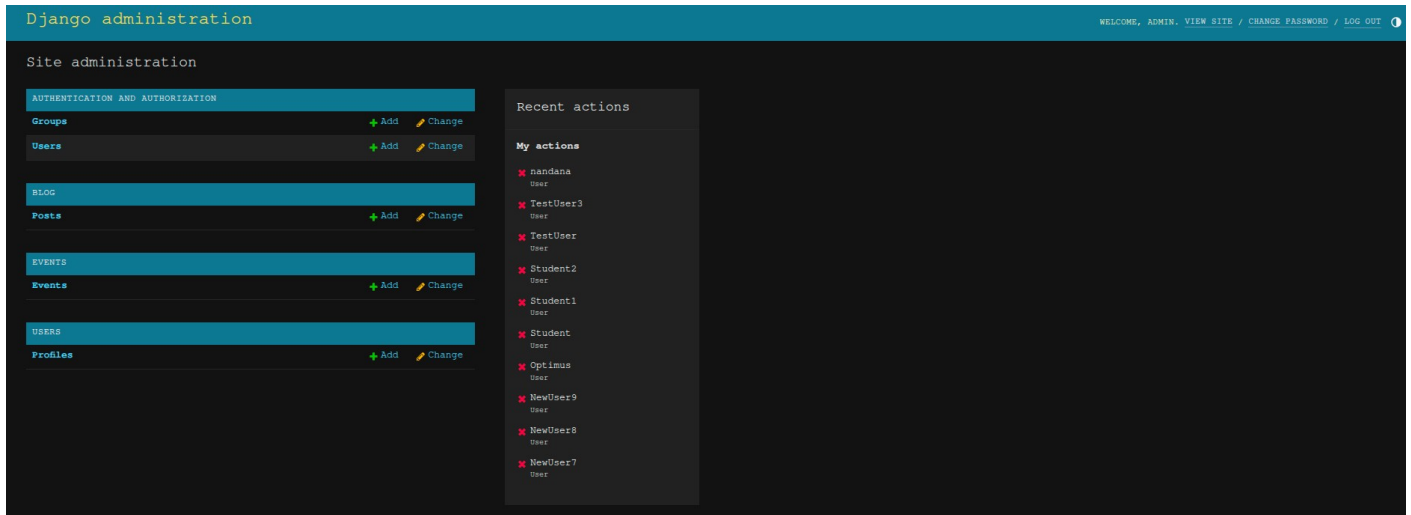 Django administration
WELCOME, ADMIN. VIEW SITE / CHANGE PASSWORD / LOG OUT
Site administration
AUTHENTICATION AND AUTHORIZATION
Groups Add Change
Users Add Change
BLOG
Posts Add Change
EVENTS
Events Add Change
USERS
Profiles Add Change
Recent actions
My actions
nandana
User
TestUser3
User
TestUser
User
Student2
User
Student1
User
Student
User
Optimus
User
NewUser9
User
NewUser8
User
NewUser7
User